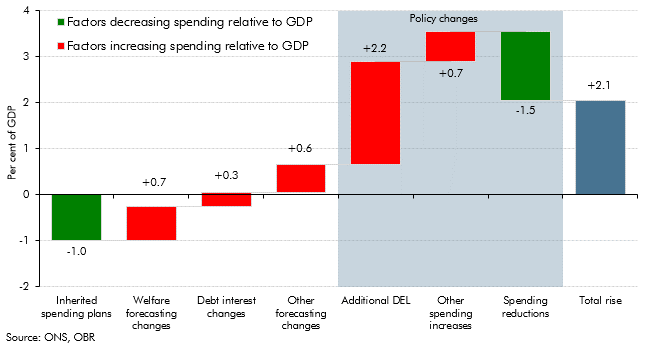 Policy changes
Factors decreasing spending relative to GDP
Factors increasing spending relative to GDP
Per cent of GDP
4
3
2
1
0
-1
-2
-1.0
+0.7
+0.3
+0.6
+2.2
+0.7
-1.5
+2.1
Inherited
spending plans
Welfare
forecasting
changes
Debt interest
changes
Other
forecasting
changes
Additional DEL
Other
spending
increases
Spending
reductions
Total rise
Source: ONS, OBR